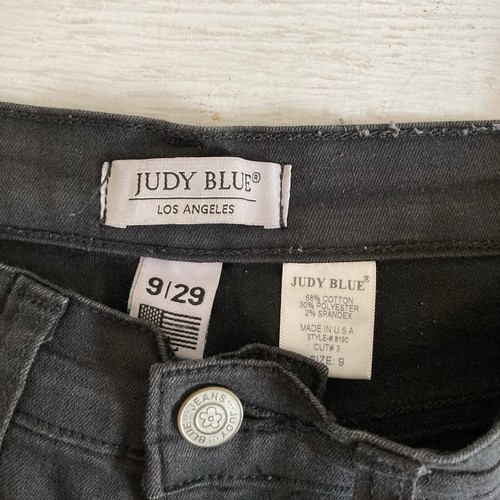 JUDY BLUE®
LOS ANGELES
9/29
JUDY BLUE®
68% COTTON
30% POLYESTER
2% SPANDEX
MADE IN U.S.A
STYLE-# 8190
CUT# 3
SIZE: 9
JEANS
JUDY BLUE